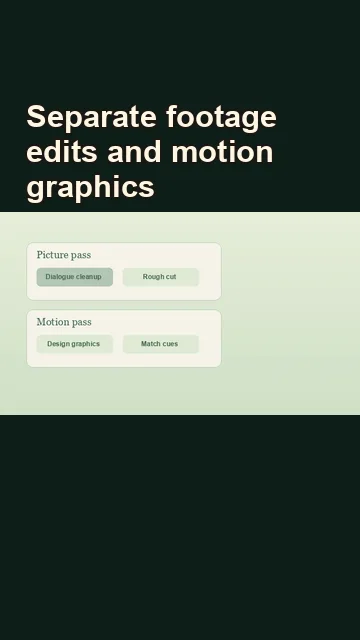 Separate footage
edits and motion
graphics
Picture pass
Dialogue cleanup
Rough cut
Motion pass
Design graphics
Match cues